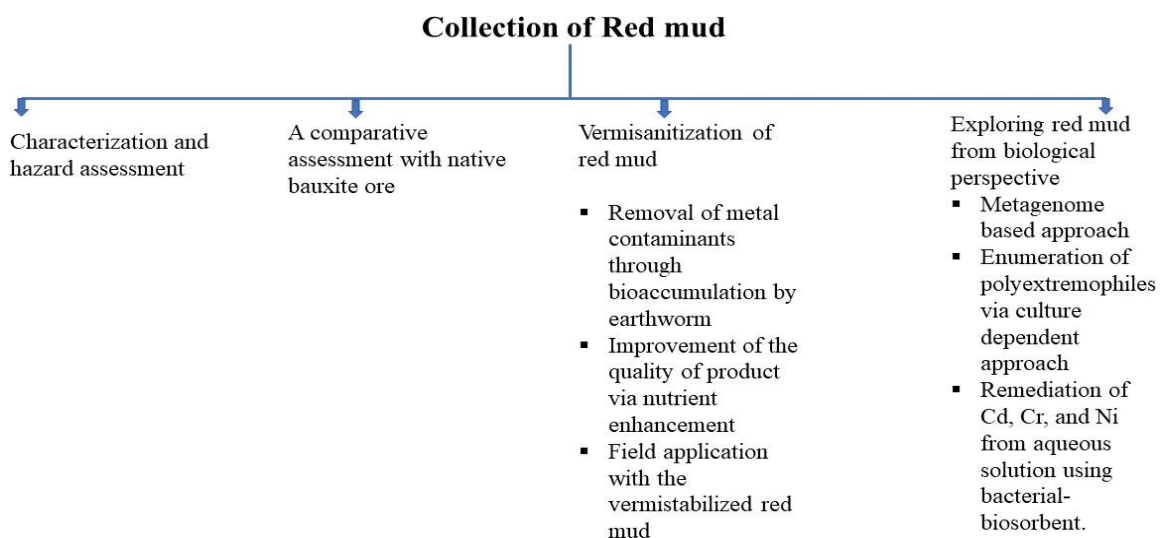 Collection of Red mud
Characterization and
hazard assessment
A comparative
assessment with native
bauxite ore
Vermisanitization of
red mud
▪ Removal of metal
contaminants
through
bioaccumulation by
earthworm
▪ Improvement of the
quality of product
via nutrient
enhancement
▪ Field application
with the
vermistabilized red
mud
Exploring red mud
from biological
perspective
▪ Metagenome
based approach
▪ Enumeration of
polyextremophiles
via culture
dependent
approach
▪ Remediation of
Cd, Cr, and Ni
from aqueous
solution using
bacterial-
biosorbent.